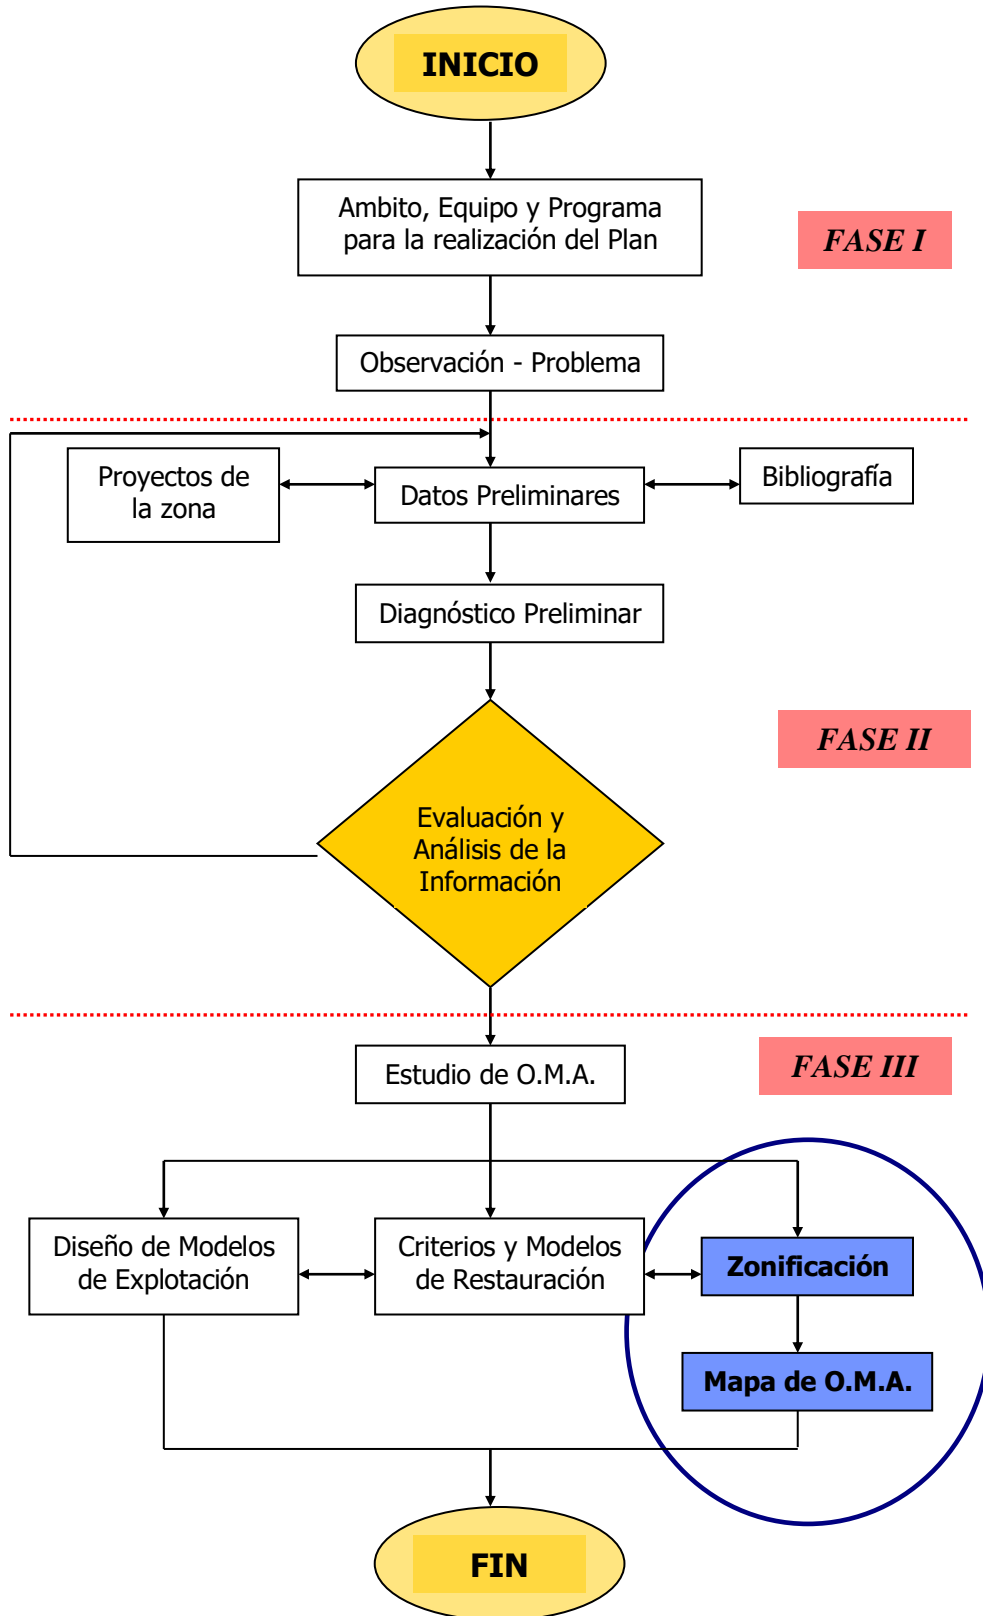 INICIO
Ambito, Equipo y Programa
para la realización del Plan
FASE I
Observación - Problema
Proyectos de
la zona
Datos Preliminares
Bibliografía
Diagnóstico Preliminar
FASE II
Evaluación y
Análisis de la
Información
Estudio de O.M.A.
FASE III
Diseño de Modelos
de Explotación
Criterios y Modelos
de Restauración
Zonificación
Mapa de O.M.A.
FIN